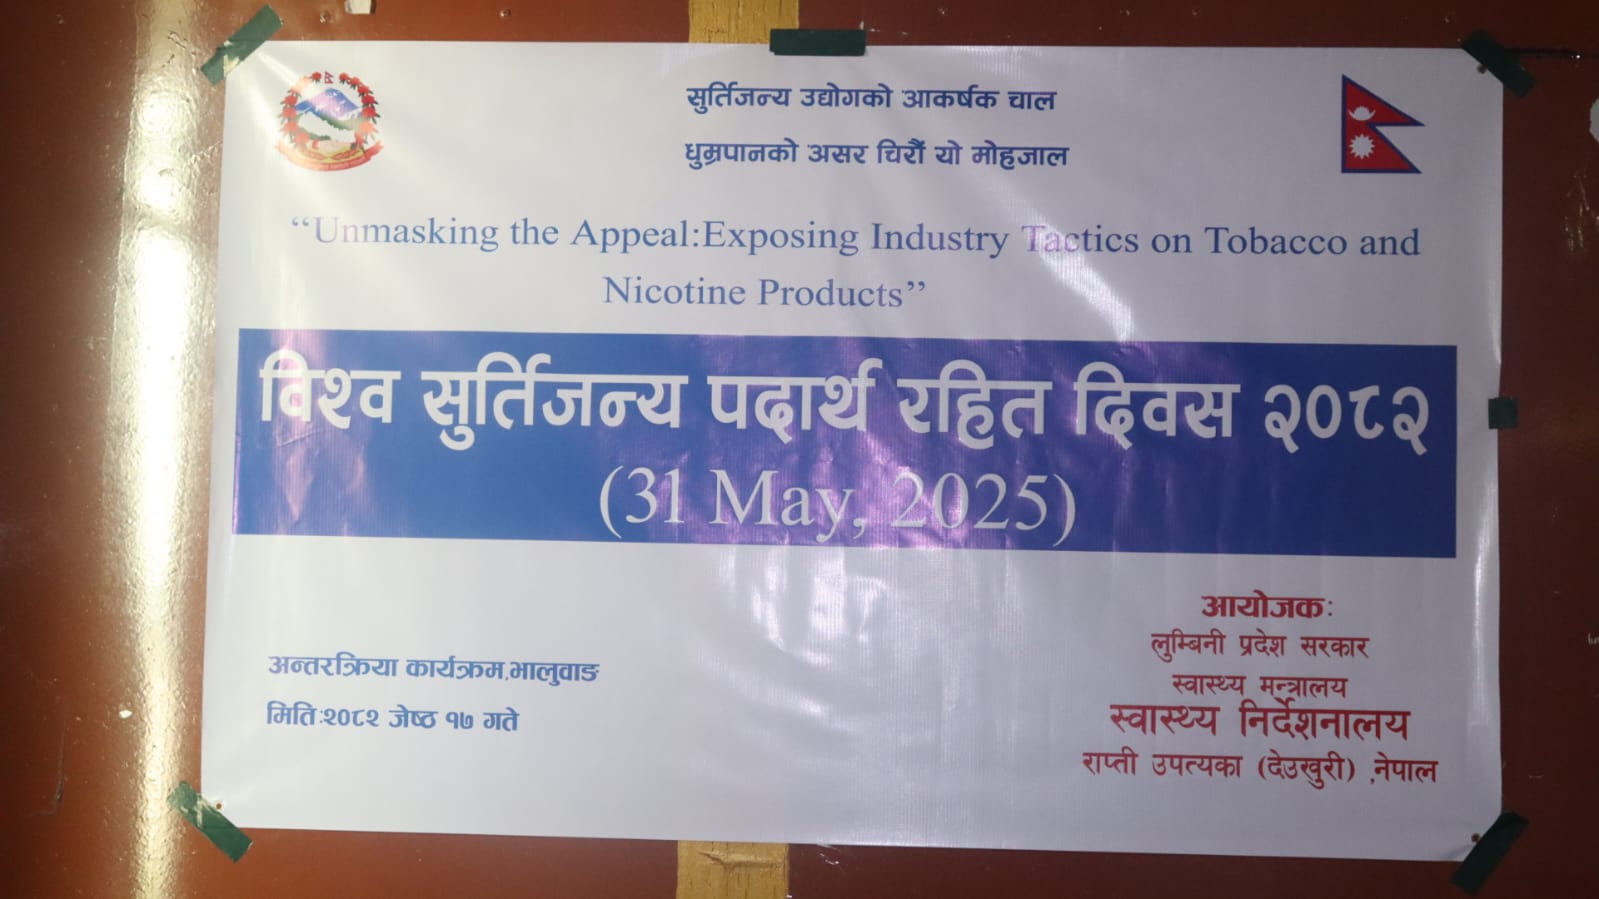 सुर्तिजन्य उद्योगको आकर्षक चाल
धुम्रपानको असर चिरौं यो मोहजाल
“Unmasking the Appeal:Exposing Industry Tactics on Tobacco and
Nicotine Products”
विश्व सुर्तिजन्य पदार्थ रहित दिवस २०८२
(31 May, 2025)
अन्तरक्रिया कार्यक्रम,भालुवाङ
मिति:२०८२ जेष्ठ १७ गते
आयोजक:
लुम्बिनी प्रदेश सरकार
स्वास्थ्य मन्त्रालय
स्वास्थ्य निर्देशनालय
राप्ती उपत्यका (देउखुरी) ,नेपाल